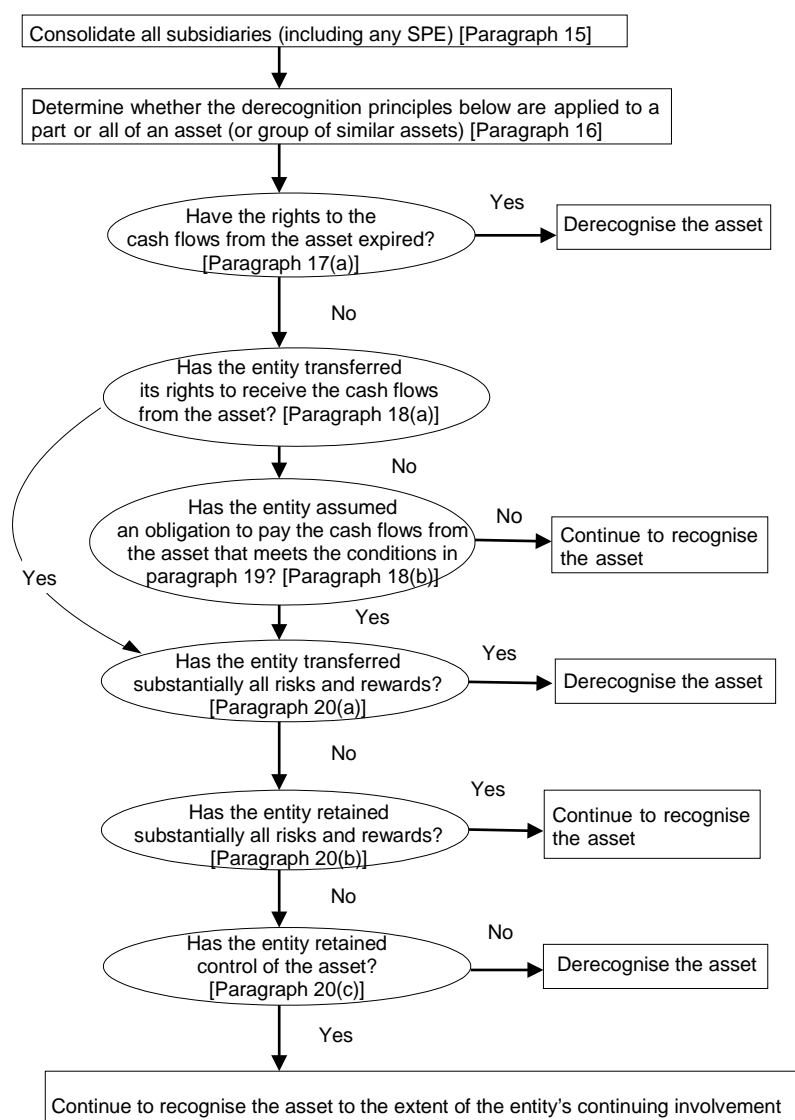 Consolidate all subsidiaries (including any SPE) [Paragraph 15]
Determine whether the derecognition principles below are applied to a
part or all of an asset (or group of similar assets) [Paragraph 16]
Have the rights to the
cash flows from the asset expired?
[Paragraph 17(a)]
Yes
Derecognise the asset
No
Has the entity transferred
its rights to receive the cash flows
from the asset? [Paragraph 18(a)]
No
Has the entity assumed
an obligation to pay the cash flows from
the asset that meets the conditions in
paragraph 19? [Paragraph 18(b)]
No
Continue to recognise
the asset
Yes
Yes
Has the entity transferred
substantially all risks and rewards?
[Paragraph 20(a)]
Yes
Derecognise the asset
No
Has the entity retained
substantially all risks and rewards?
[Paragraph 20(b)]
Yes
Continue to recognise
the asset
No
Has the entity retained
control of the asset?
[Paragraph 20(c)]
No
Derecognise the asset
Yes
Continue to recognise the asset to the extent of the entity’s continuing involvement